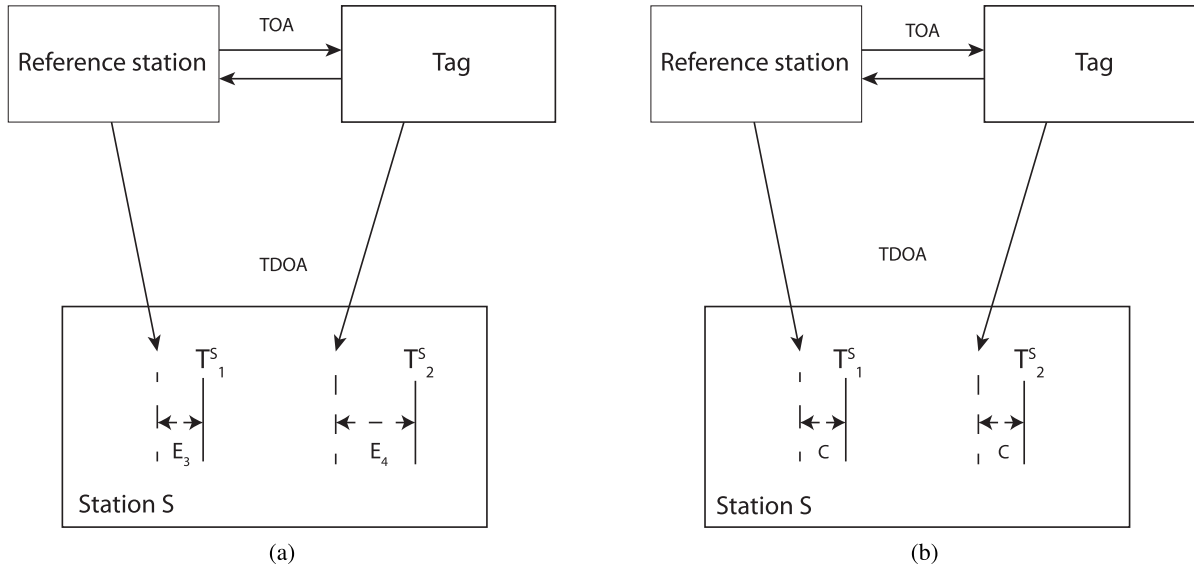 TOA
Reference station
Tag
TDOA
T^S_1
T^S_2
E_3
E_4
Station S
(a)
TOA
Reference station
Tag
TDOA
T^S_1
T^S_2
C
C
Station S
(b)